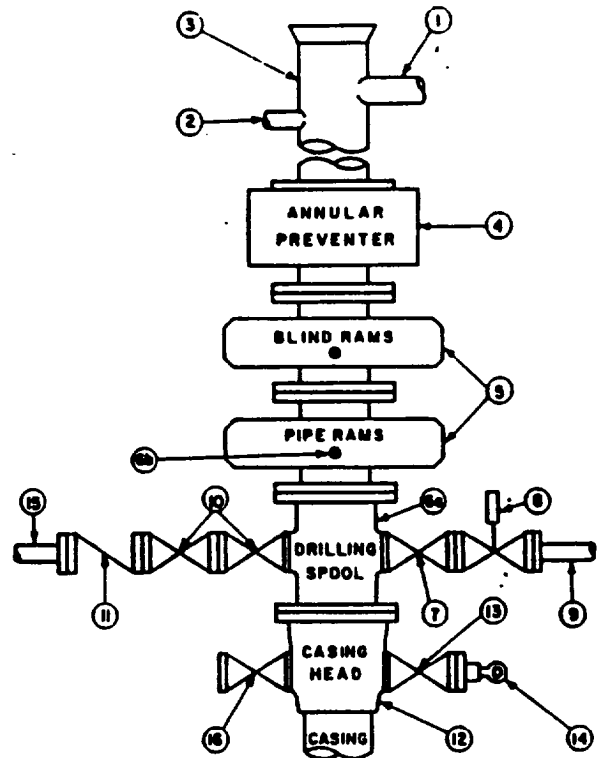 3
1
2
ANNULAR
PREVENTER
4
BLIND RAMS
5
PIPE RAMS
6b
15
10
6a
8
DRILLING
SPOOL
11
7
9
13
CASING
HEAD
16
12
14
CASING